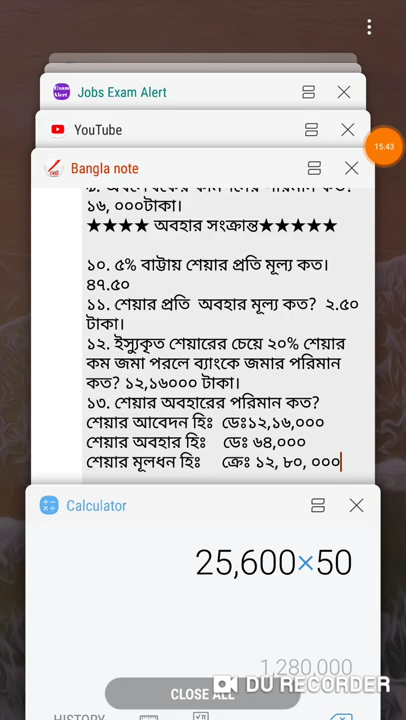 Jobs Exam Alert
YouTube
15:43
Bangla note
১৬, ০০০টাকা।
★★★★ অবহার সংক্রান্ত★★★★★
১০. ৫% বাট্টায় শেয়ার প্রতি মূল্য কত।
৪৭.৫০
১১. শেয়ার প্রতি অবহার মূল্য কত? ২.৫০
টাকা।
১২. ইস্যুকৃত শেয়ারের চেয়ে ২০% শেয়ার
কম জমা পরলে ব্যাংকে জমার পরিমান
কত? ১২,১৬০০০ টাকা।
১৩. শেয়ার অবহারের পরিমান কত?
শেয়ার আবেদন হিঃ ডেঃ১২,১৬,০০০
শেয়ার অবহার হিঃ ডেঃ ৬৪,০০০
শেয়ার মূলধন হিঃ ক্রেঃ ১২, ৮০, ০০০
Calculator
25,600×50
1,280,000
DU RECORDER
CLOSE ALL
HISTORY